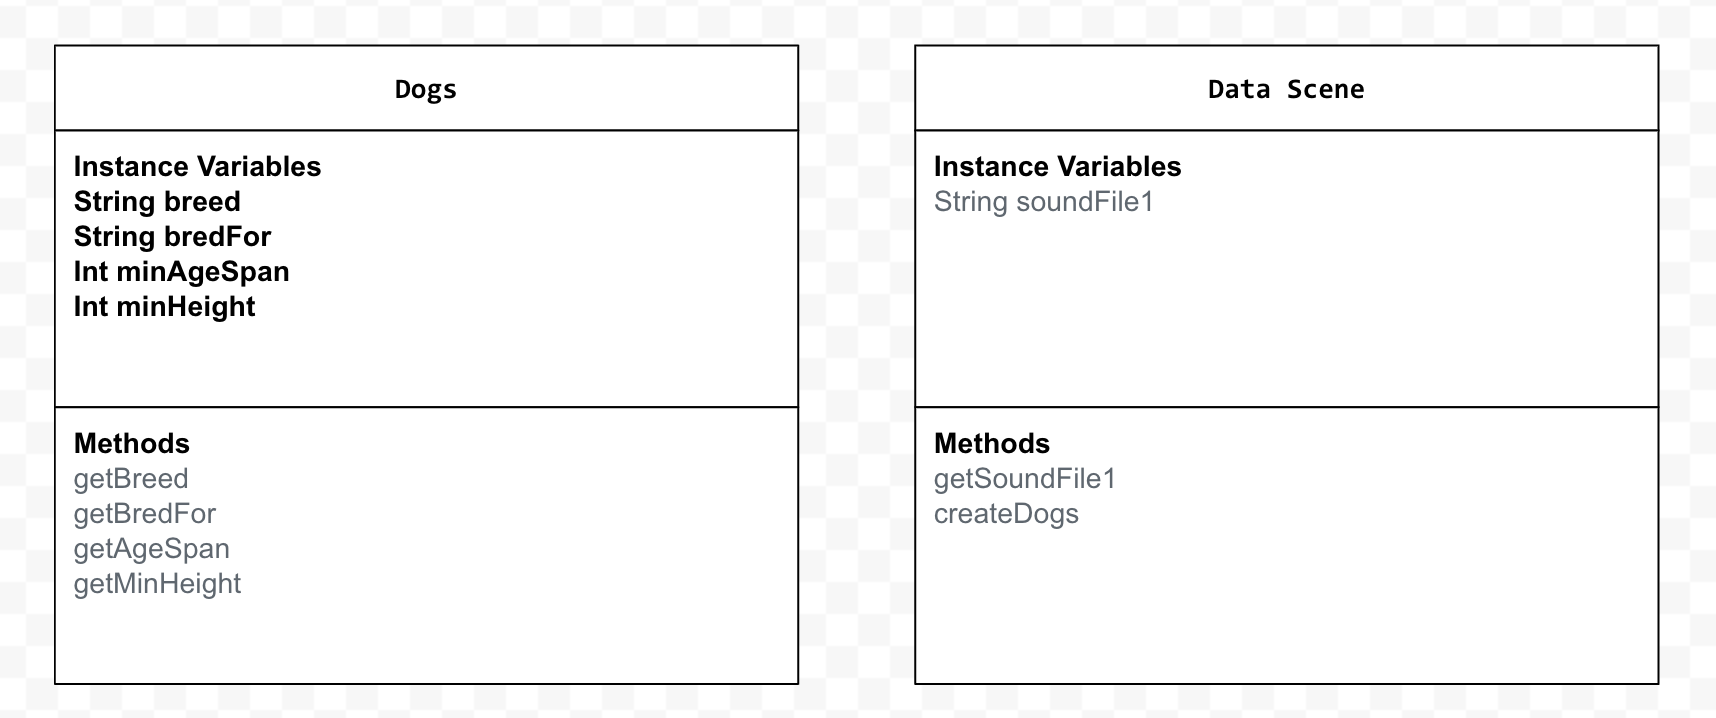 Dogs
Instance Variables
String breed
String bredFor
Int minAgeSpan
Int minHeight
Methods
getBreed
getBredFor
getAgeSpan
getMinHeight
Data Scene
Instance Variables
String soundFile1
Methods
getSoundFile1
createDogs